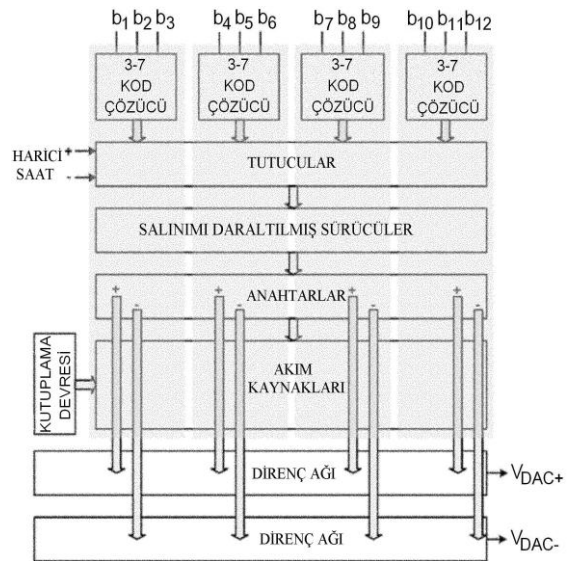 b1 b2 b3 b4 b5 b6 b7 b8 b9 b10 b11 b12
3-7 3-7 3-7 3-7
KOD KOD KOD KOD
ÇÖZÜCÜ ÇÖZÜCÜ ÇÖZÜCÜ ÇÖZÜCÜ
HARİCİ +
SAAT -
TUTUCULAR
SALINIMI DARALTILMIŞ SÜRÜCÜLER
+ - + - + - + -
ANAHTARLAR
KUTUPLAMA
DEVRESİ
AKIM
KAYNAKLARI
DİRENÇ AĞI
VDAC+
DİRENÇ AĞI
VDAC-